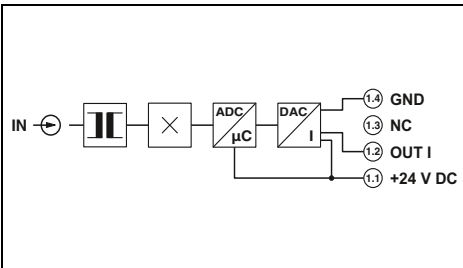 IN
ADC
µC
DAC
I
1.4 GND
1.3 NC
1.2 OUT I
1.1 +24 V DC